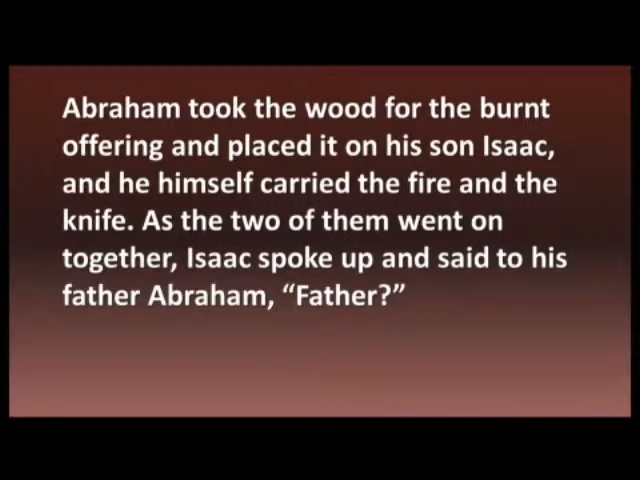 Abraham took the wood for the burnt
offering and placed it on his son Isaac,
and he himself carried the fire and the
knife. As the two of them went on
together, Isaac spoke up and said to his
father Abraham, “Father?”